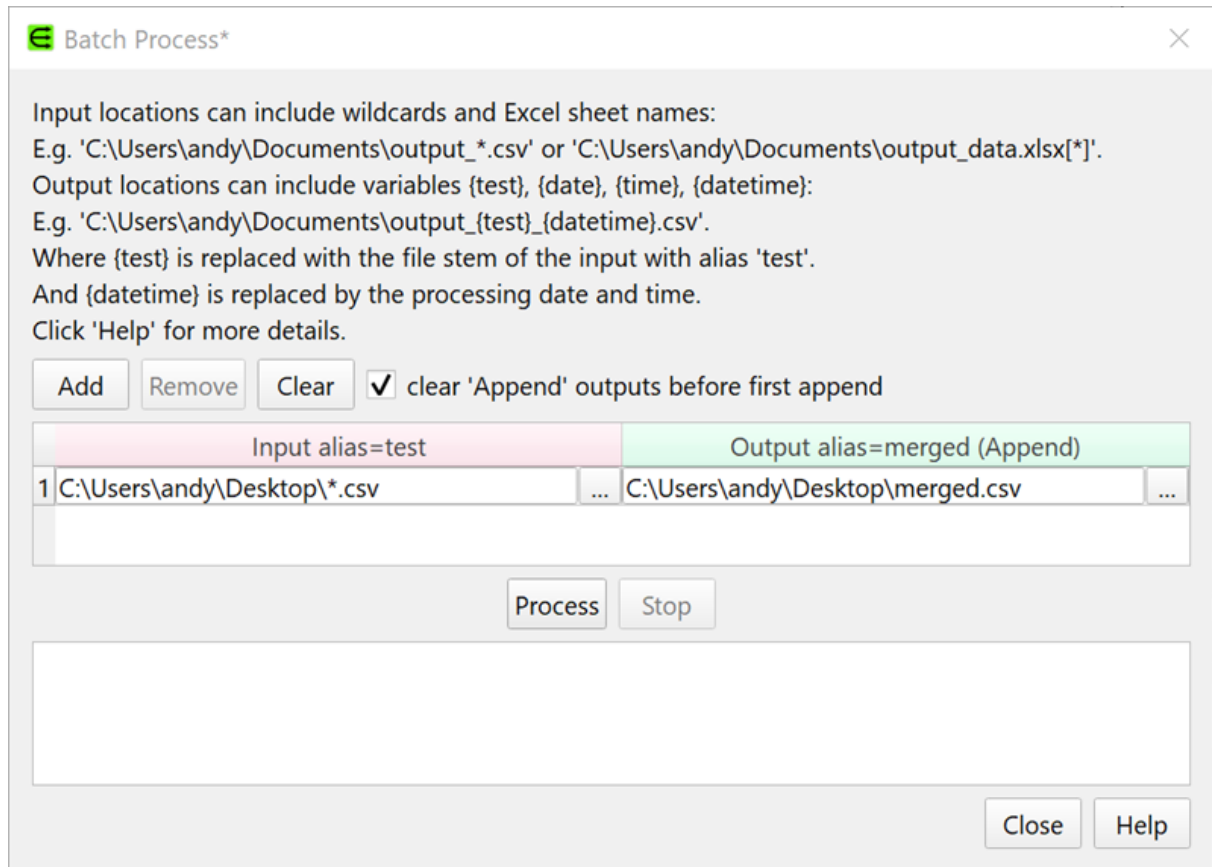 Batch Process*
Input locations can include wildcards and Excel sheet names:
E.g. 'C:\Users\andy\Documents\output_*.csv' or 'C:\Users\andy\Documents\output_data.xlsx[*]'.
Output locations can include variables {test}, {date}, {time}, {datetime}:
E.g. 'C:\Users\andy\Documents\output_{test}_{datetime}.csv'.
Where {test} is replaced with the file stem of the input with alias 'test'.
And {datetime} is replaced by the processing date and time.
Click 'Help' for more details.
Add Remove Clear clear 'Append' outputs before first append
Input alias=test Output alias=merged (Append)
1 C:\Users\andy\Desktop\*.csv ... C:\Users\andy\Desktop\merged.csv ...
Process Stop
Close Help